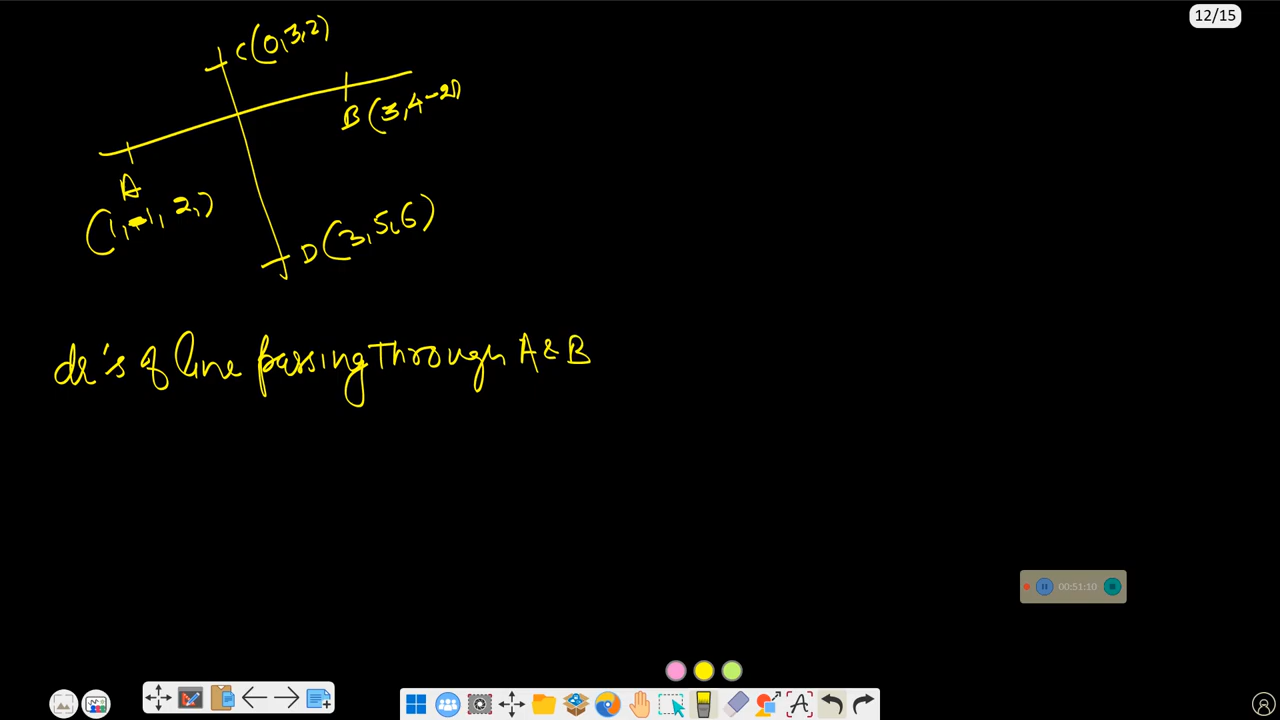 12/15
C(0,3,2)
B(3,4-2)
A
(1,-1, 2,)
D(3,5,6)
dr's of line passing Through A & B
00:51:10